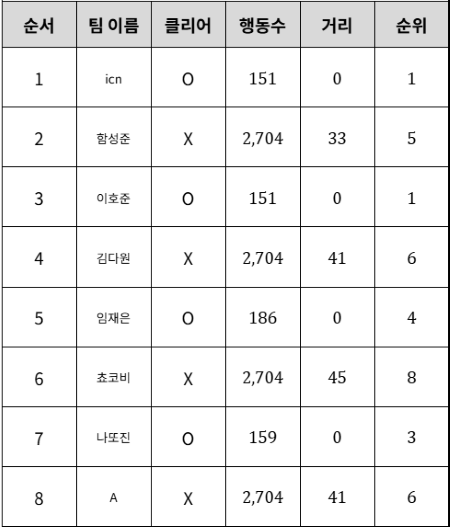 순서 팀 이름 클리어 행동수 거리 순위
1 icn O 151 0 1
2 함성준 X 2,704 33 5
3 이호준 O 151 0 1
4 김다원 X 2,704 41 6
5 임재은 O 186 0 4
6 쵸코비 X 2,704 45 8
7 나또진 O 159 0 3
8 A X 2,704 41 6